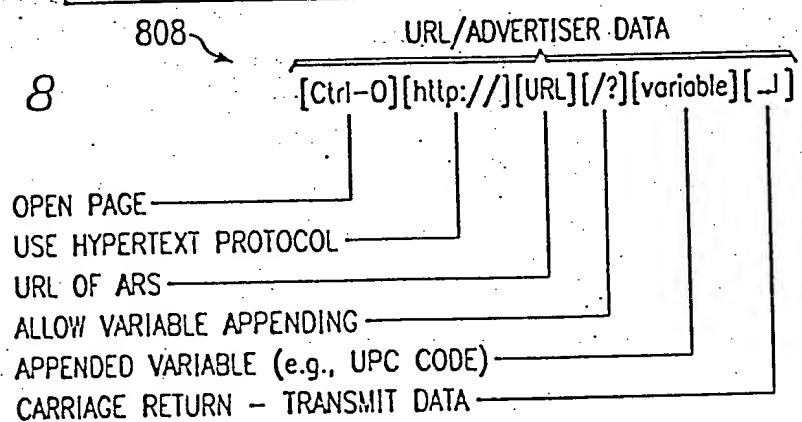 808 URL/ADVERTISER DATA
8 [Ctrl-O][http://][URL][/?][variable][↵]
OPEN PAGE
USE HYPERTEXT PROTOCOL
URL OF ARS
ALLOW VARIABLE APPENDING
APPENDED VARIABLE (e.g., UPC CODE)
CARRIAGE RETURN – TRANSMIT DATA